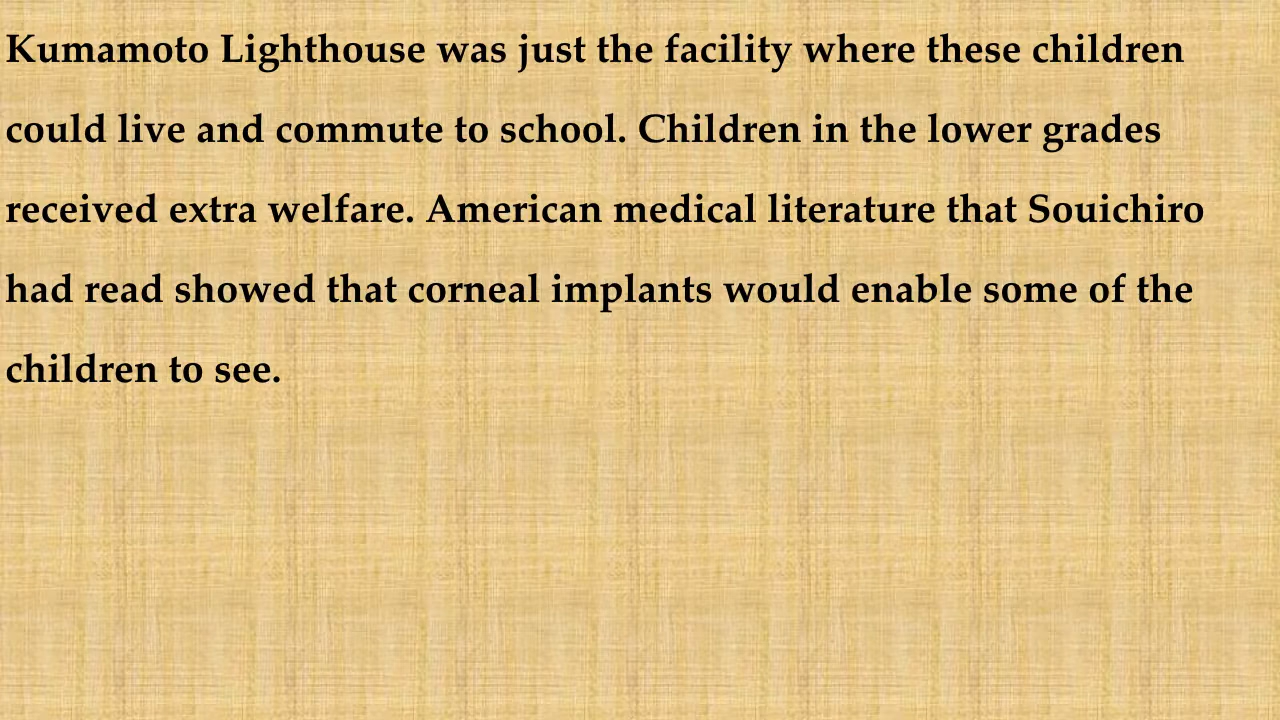 Kumamoto Lighthouse was just the facility where these children
could live and commute to school. Children in the lower grades
received extra welfare. American medical literature that Souichiro
had read showed that corneal implants would enable some of the
children to see.